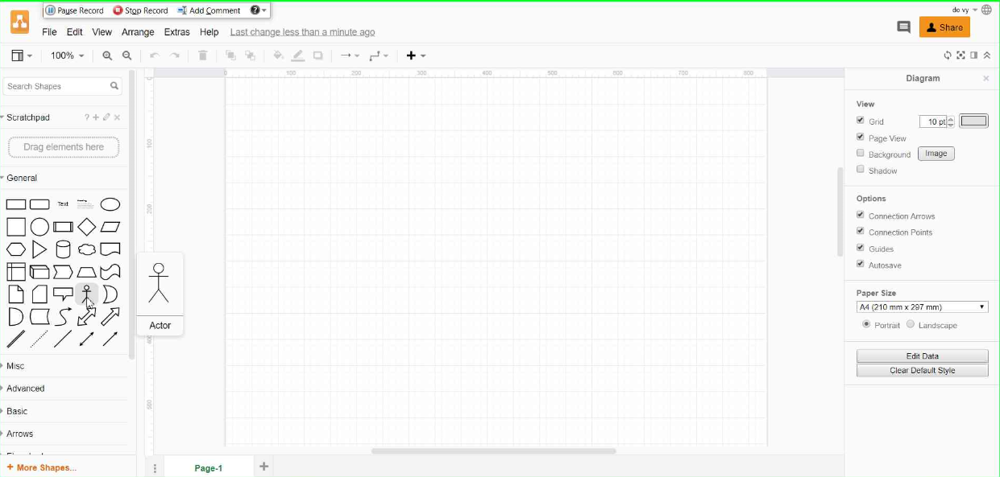 Pause Record Stop Record Add Comment ?
do vy
File Edit View Arrange Extras Help Last change less than a minute ago
Share
100%
Search Shapes
0 100 200 300 400 500 600 700 800
Diagram
View
Scratchpad ?
Grid 10 pt
Page View
Drag elements here
Background Image
Shadow
General
Options
Text
Connection Arrows
Connection Points
Guides
Autosave
Paper Size
A4 (210 mm x 297 mm)
Actor
Portrait Landscape
100
200
500
Edit Data
Clear Default Style
Misc
Advanced
Basic
Arrows
+ More Shapes...
Page-1